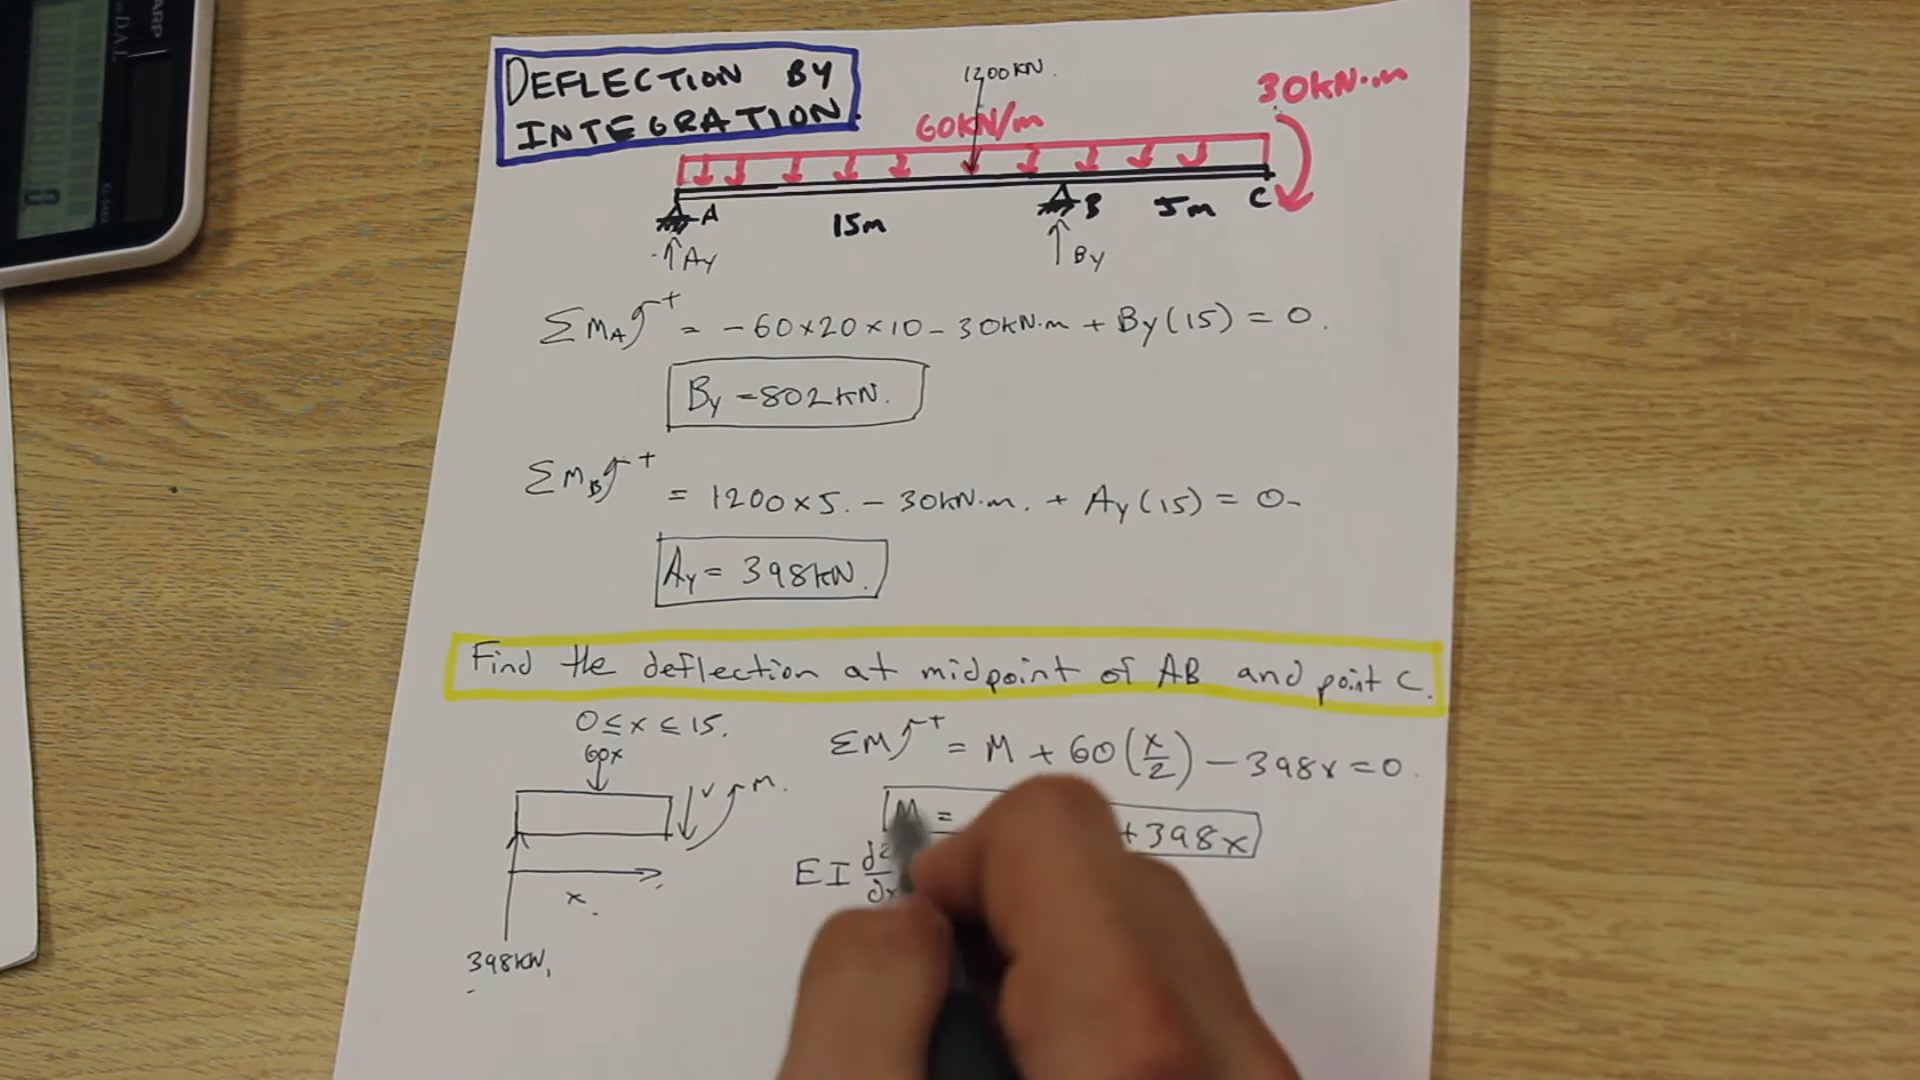 DEFLECTION BY
INTEGRATION.
1200KN.
60KN/m
30KN·m
A
15m
B
5m
C
Ay
By
ΣMA + = -60×20×10-30KN·m + By(15) = 0.
By = 802KN.
ΣMB + = 1200×5. - 30KN·m. + Ay(15) = 0-
Ay = 398KN.
Find the deflection at midpoint of AB and point C.
0≤x≤15.
60x
V
M.
x.
398KN,
ΣM + = M + 60(x/2) - 398x = 0.
M = +398x
EI